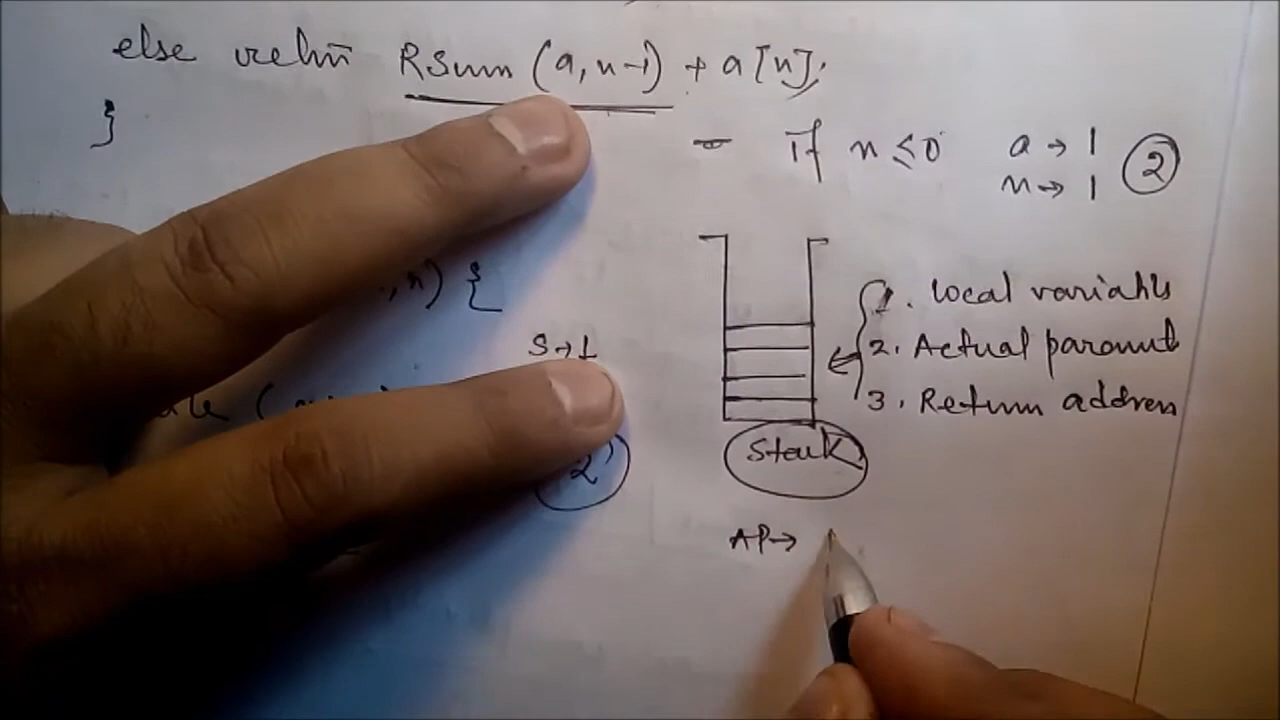 else return RSum (a, n-1) + a[n];
}
- If n ≤ 0 a → 1
n → 1 2
, n) {
S → 1
2
1. Local variables
2. Actual paramet
3. Return address
Stack
AP →